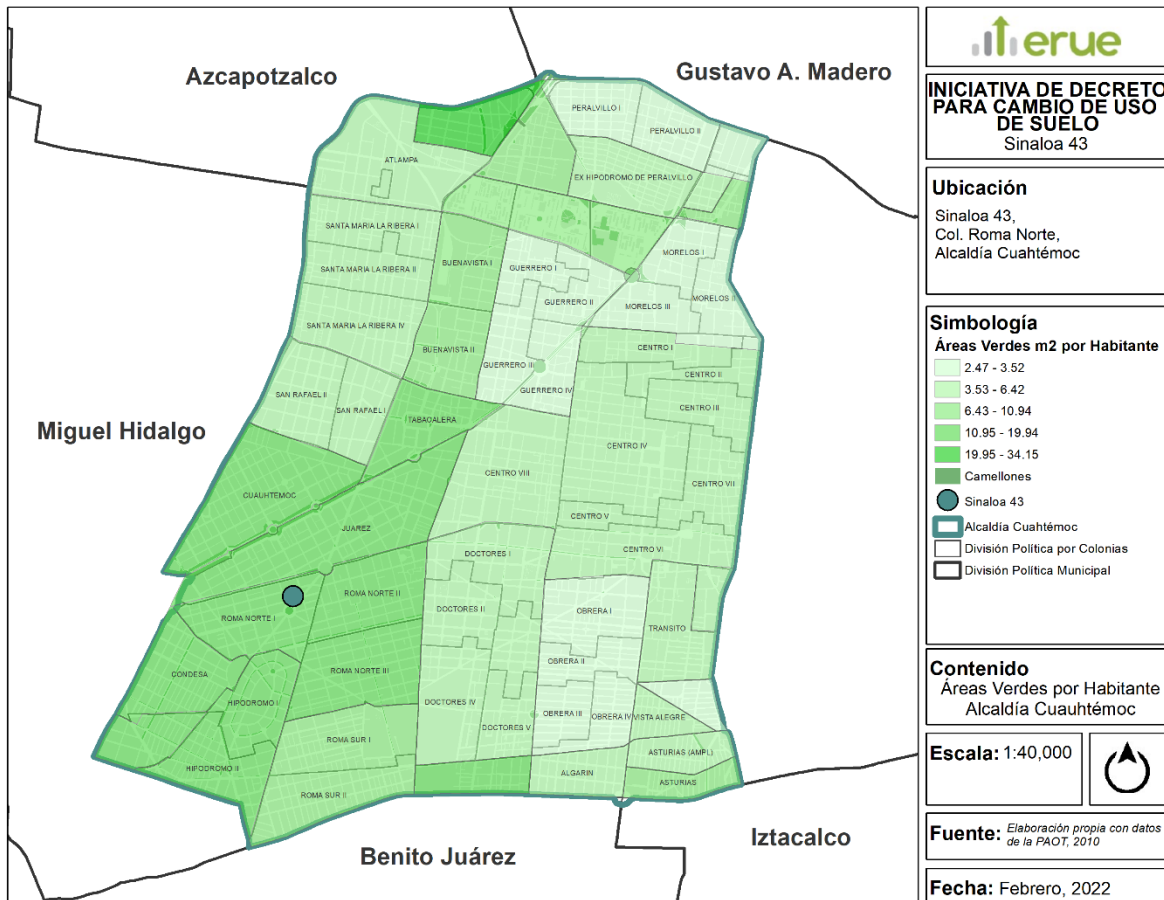 Azcapotzalco
Gustavo A. Madero
Miguel Hidalgo
Benito Juárez
Iztacalco
PERALVILLO I
PERALVILLO II
ATLAMPA
EX HIPODROMO DE PERALVILLO
SANTA MARIA LA RIBERA I
MORELOS I
BUENAVISTA I
GUERRERO I
SANTA MARIA LA RIBERA II
MORELOS II
GUERRERO II
MORELOS III
SANTA MARIA LA RIBERA IV
CENTRO I
BUENAVISTA II
GUERRERO III
CENTRO II
GUERRERO IV
SAN RAFAEL II
SAN RAFAEL I
CENTRO III
TABACALERA
CENTRO IV
CENTRO VIII
CENTRO VII
CUAUHTEMOC
CENTRO V
JUAREZ
DOCTORES I
CENTRO VI
ROMA NORTE II
DOCTORES II
OBRERA I
ROMA NORTE I
TRANSITO
OBRERA II
CONDESA
ROMA NORTE III
HIPODROMO I
DOCTORES IV
OBRERA III
OBRERA IV
VISTA ALEGRE
DOCTORES V
ROMA SUR I
ASTURIAS (AMPL)
HIPODROMO II
ALGARIN
ASTURIAS
ROMA SUR II
erue
INICIATIVA DE DECRETO
PARA CAMBIO DE USO
DE SUELO
Sinaloa 43
Ubicación
Sinaloa 43,
Col. Roma Norte,
Alcaldía Cuauhtémoc
Simbología
Áreas Verdes m2 por Habitante
2.47 - 3.52
3.53 - 6.42
6.43 - 10.94
10.95 - 19.94
19.95 - 34.15
Camellones
Sinaloa 43
Alcaldía Cuauhtémoc
División Política por Colonias
División Política Municipal
Contenido
Áreas Verdes por Habitante
Alcaldía Cuauhtémoc
Escala: 1:40,000
Fuente: Elaboración propia con datos
de la PAOT, 2010
Fecha: Febrero, 2022